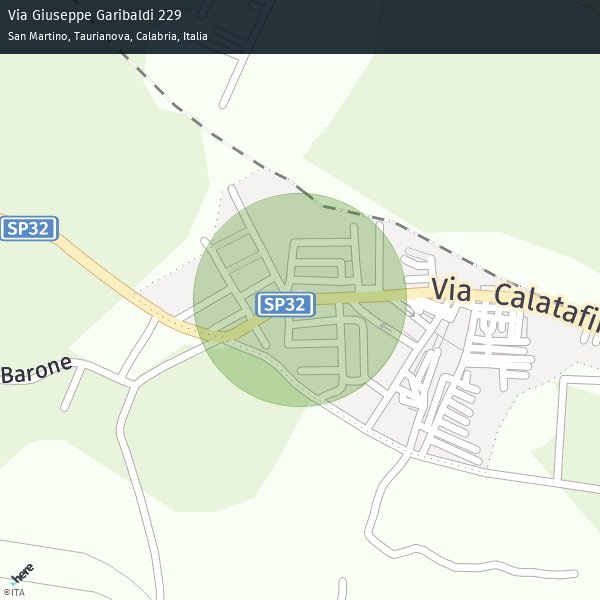 Via Giuseppe Garibaldi 229
San Martino, Taurianova, Calabria, Italia
SP32
Via Calatafi
SP32
Barone
here
©ITA